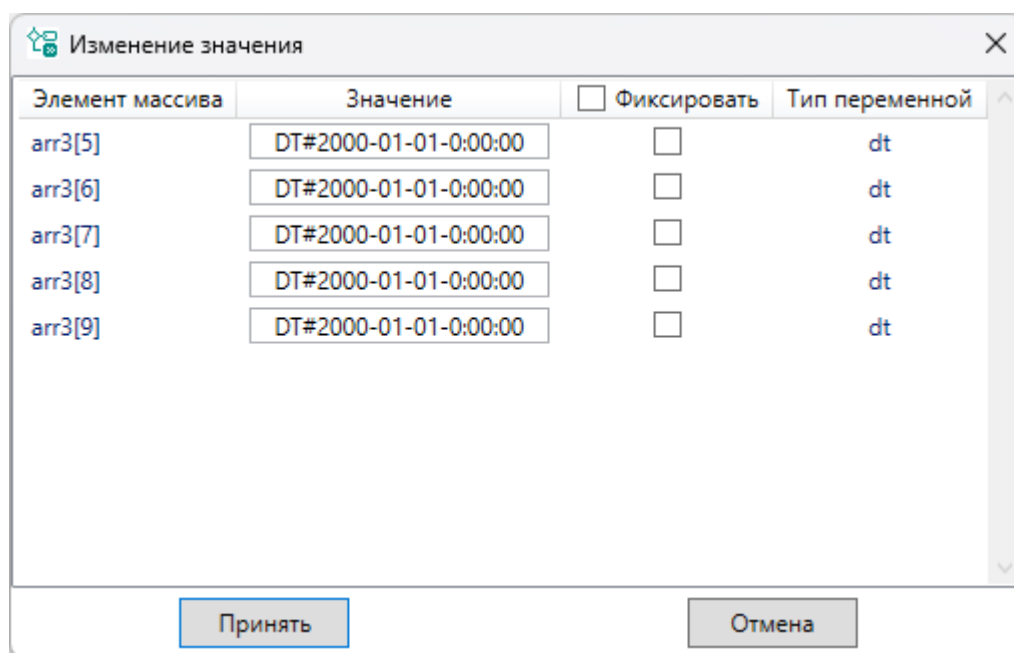 Изменение значения
Элемент массива Значение Фиксировать Тип переменной
arr3[5] DT#2000-01-01-0:00:00 dt
arr3[6] DT#2000-01-01-0:00:00 dt
arr3[7] DT#2000-01-01-0:00:00 dt
arr3[8] DT#2000-01-01-0:00:00 dt
arr3[9] DT#2000-01-01-0:00:00 dt
Принять Отмена